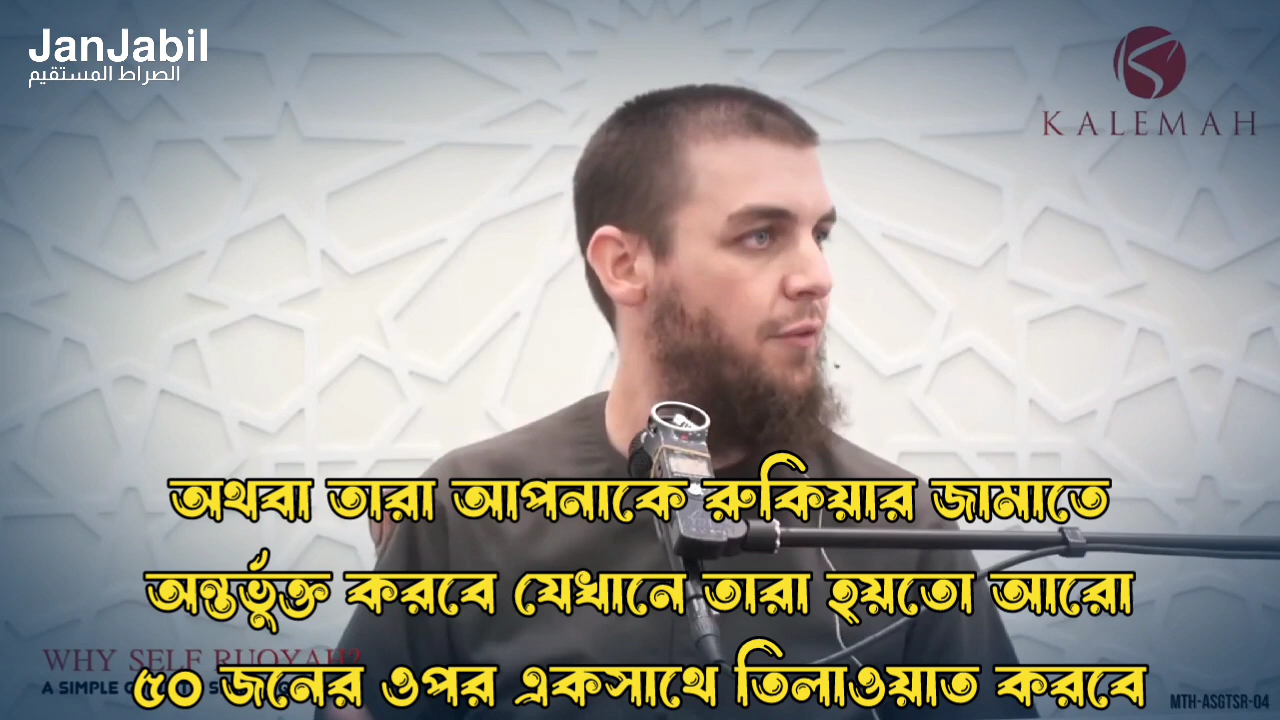 JanJabil
الصراط المستقيم
KALEMAH
অথবা তারা আপনাকে রুকিয়ার জামাতে
অন্তর্ভুক্ত করবে যেখানে তারা হয়তো আরো
৫০ জনের ওপর একসাথে তিলাওয়াত করবে
WHY SELF RUQYAH?
A SIMPLE
MTH-ASGTSR-04